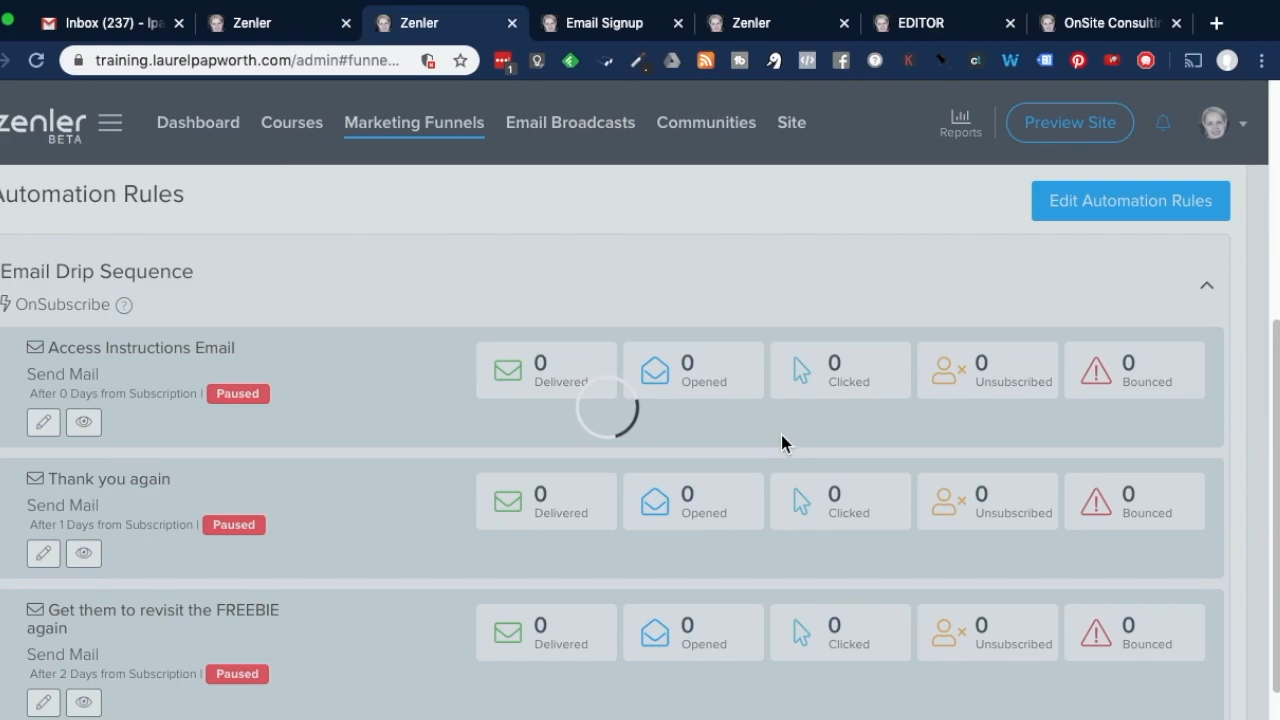 Inbox (237) - lpa
Zenler
Zenler
Email Signup
Zenler
EDITOR
OnSite Consultin
training.laurelpapworth.com/admin#funne...
1
zenler
BETA
Dashboard
Courses
Marketing Funnels
Email Broadcasts
Communities
Site
Reports
Preview Site
Automation Rules
Edit Automation Rules
Email Drip Sequence
OnSubscribe ?
Access Instructions Email
Send Mail
After 0 Days from Subscription | Paused
0 Delivered
0 Opened
0 Clicked
0 Unsubscribed
0 Bounced
Thank you again
Send Mail
After 1 Days from Subscription | Paused
0 Delivered
0 Opened
0 Clicked
0 Unsubscribed
0 Bounced
Get them to revisit the FREEBIE
again
Send Mail
After 2 Days from Subscription | Paused
0 Delivered
0 Opened
0 Clicked
0 Unsubscribed
0 Bounced